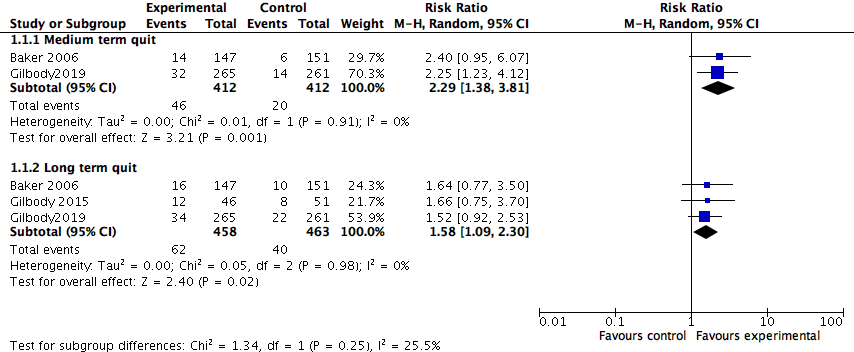 Experimental Control Risk Ratio Risk Ratio
Study or Subgroup Events Total Events Total Weight M-H, Random, 95% CI M-H, Random, 95% CI
1.1.1 Medium term quit
Baker 2006 14 147 6 151 29.7% 2.40 [0.95, 6.07]
Gilbody2019 32 265 14 261 70.3% 2.25 [1.23, 4.12]
Subtotal (95% CI) 412 412 100.0% 2.29 [1.38, 3.81]
Total events 46 20
Heterogeneity: Tau² = 0.00; Chi² = 0.01, df = 1 (P = 0.91); I² = 0%
Test for overall effect: Z = 3.21 (P = 0.001)
1.1.2 Long term quit
Baker 2006 16 147 10 151 24.3% 1.64 [0.77, 3.50]
Gilbody 2015 12 46 8 51 21.7% 1.66 [0.75, 3.70]
Gilbody2019 34 265 22 261 53.9% 1.52 [0.92, 2.53]
Subtotal (95% CI) 458 463 100.0% 1.58 [1.09, 2.30]
Total events 62 40
Heterogeneity: Tau² = 0.00; Chi² = 0.05, df = 2 (P = 0.98); I² = 0%
Test for overall effect: Z = 2.40 (P = 0.02)
0.01 0.1 1 10 100
Favours control Favours experimental
Test for subgroup differences: Chi² = 1.34, df = 1 (P = 0.25), I² = 25.5%